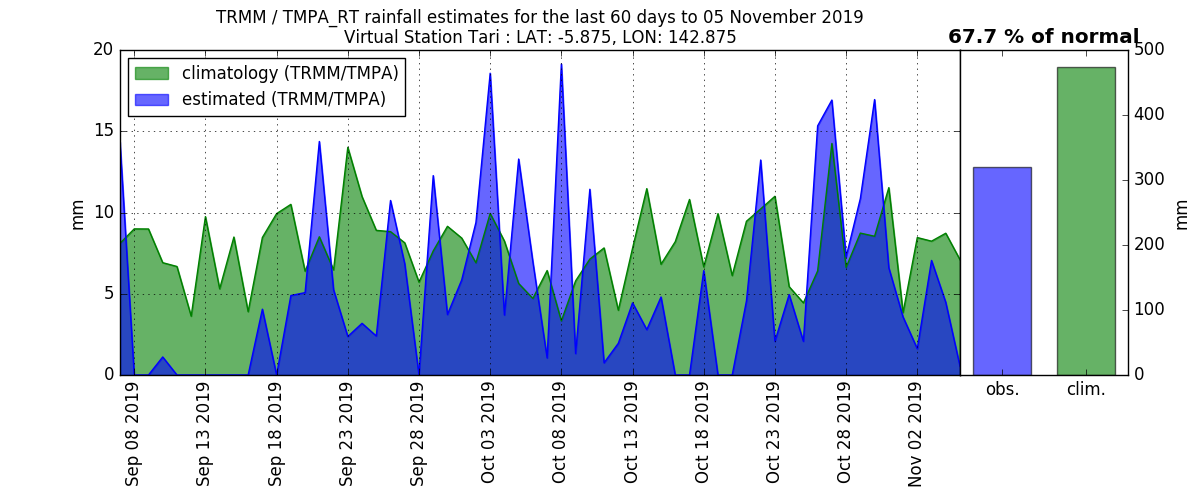 TRMM / TMPA_RT rainfall estimates for the last 60 days to 05 November 2019
Virtual Station Tari : LAT: -5.875, LON: 142.875
67.7 % of normal
climatology (TRMM/TMPA)
estimated (TRMM/TMPA)
mm
20
15
10
5
0
Sep 08 2019
Sep 13 2019
Sep 18 2019
Sep 23 2019
Sep 28 2019
Oct 03 2019
Oct 08 2019
Oct 13 2019
Oct 18 2019
Oct 23 2019
Oct 28 2019
Nov 02 2019
obs.
clim.
500
400
300
200
100
0
mm